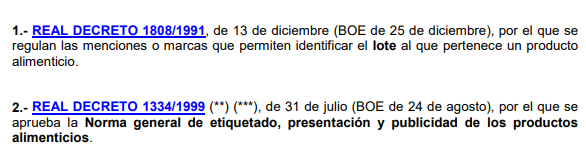 1.- REAL DECRETO 1808/1991, de 13 de diciembre (BOE de 25 de diciembre), por el que se
regulan las menciones o marcas que permiten identificar el lote al que pertenece un producto
alimenticio.
2.- REAL DECRETO 1334/1999 (**) (***), de 31 de julio (BOE de 24 de agosto), por el que se
aprueba la Norma general de etiquetado, presentación y publicidad de los productos
alimenticios.